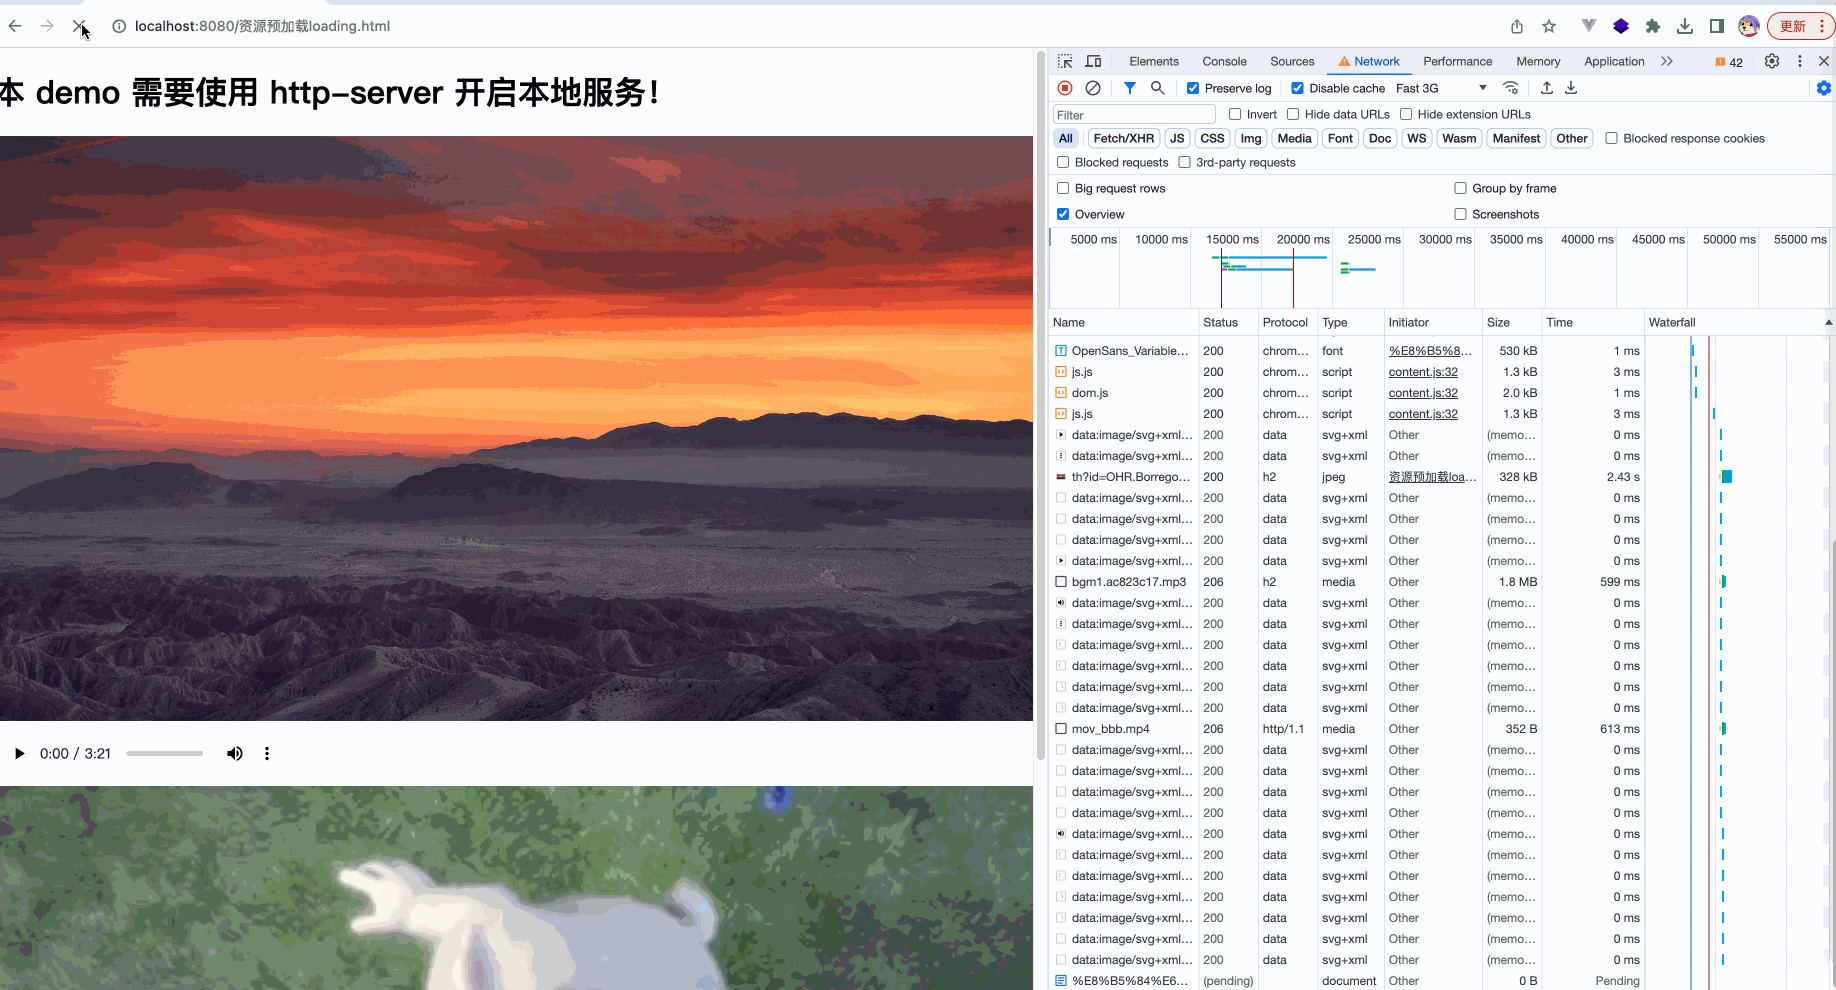 localhost:8080/资源预加载loading.html
更新
本 demo 需要使用 http-server 开启本地服务！
0:00 / 3:21
Elements Console Sources Network Performance Memory Application 42
Preserve log Disable cache Fast 3G
Filter Invert Hide data URLs Hide extension URLs
All Fetch/XHR JS CSS Img Media Font Doc WS Wasm Manifest Other Blocked response cookies
Blocked requests 3rd-party requests
Big request rows Group by frame
Overview Screenshots
5000 ms 10000 ms 15000 ms 20000 ms 25000 ms 30000 ms 35000 ms 40000 ms 45000 ms 50000 ms 55000 ms
Name Status Protocol Type Initiator Size Time Waterfall
OpenSans_Variable... 200 chrom... font %E8%B5%8... 530 kB 1 ms
js.js 200 chrom... script content.js:32 1.3 kB 3 ms
dom.js 200 chrom... script content.js:32 2.0 kB 1 ms
js.js 200 chrom... script content.js:32 1.3 kB 3 ms
data:image/svg+xml... 200 data svg+xml Other (memo... 0 ms
data:image/svg+xml... 200 data svg+xml Other (memo... 0 ms
th?id=OHR.Borrego... 200 h2 jpeg 资源预加载loa... 328 kB 2.43 s
data:image/svg+xml... 200 data svg+xml Other (memo... 0 ms
data:image/svg+xml... 200 data svg+xml Other (memo... 0 ms
data:image/svg+xml... 200 data svg+xml Other (memo... 0 ms
data:image/svg+xml... 200 data svg+xml Other (memo... 0 ms
bgm1.ac823c17.mp3 206 h2 media Other 1.8 MB 599 ms
data:image/svg+xml... 200 data svg+xml Other (memo... 0 ms
data:image/svg+xml... 200 data svg+xml Other (memo... 0 ms
data:image/svg+xml... 200 data svg+xml Other (memo... 0 ms
data:image/svg+xml... 200 data svg+xml Other (memo... 0 ms
data:image/svg+xml... 200 data svg+xml Other (memo... 0 ms
data:image/svg+xml... 200 data svg+xml Other (memo... 0 ms
mov_bbb.mp4 206 http/1.1 media Other 352 B 613 ms
data:image/svg+xml... 200 data svg+xml Other (memo... 0 ms
data:image/svg+xml... 200 data svg+xml Other (memo... 0 ms
data:image/svg+xml... 200 data svg+xml Other (memo... 0 ms
data:image/svg+xml... 200 data svg+xml Other (memo... 0 ms
data:image/svg+xml... 200 data svg+xml Other (memo... 0 ms
data:image/svg+xml... 200 data svg+xml Other (memo... 0 ms
data:image/svg+xml... 200 data svg+xml Other (memo... 0 ms
data:image/svg+xml... 200 data svg+xml Other (memo... 0 ms
data:image/svg+xml... 200 data svg+xml Other (memo... 0 ms
data:image/svg+xml... 200 data svg+xml Other (memo... 0 ms
data:image/svg+xml... 200 data svg+xml Other (memo... 0 ms
%E8%B5%84%E6... (pending) document Other 0 B Pending